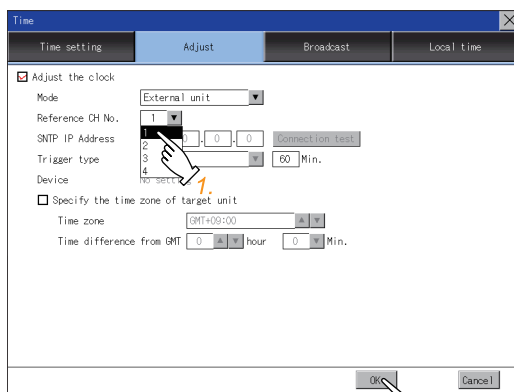 Time
Time setting Adjust Broadcast Local time
Adjust the clock
Mode External unit
Reference CH No. 1
1
SNTP IP Address 0 . 0 . 0 Connection test
2
Trigger type 3 60 Min.
4
Device No setting
1.
Specify the time zone of target unit
Time zone GMT+09:00
Time difference from GMT 0 hour 0 Min.
OK Cancel